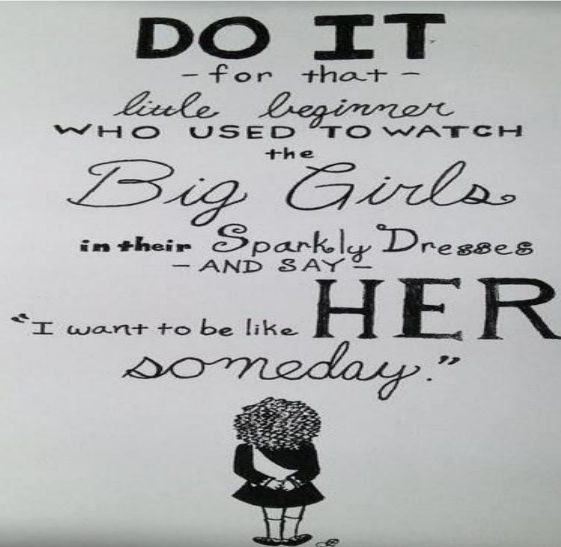 DO IT
- for that -
little beginner
WHO USED TO WATCH
the
Big Girls
in their Sparkly Dresses
- AND SAY -
"I want to be like HER
someday."